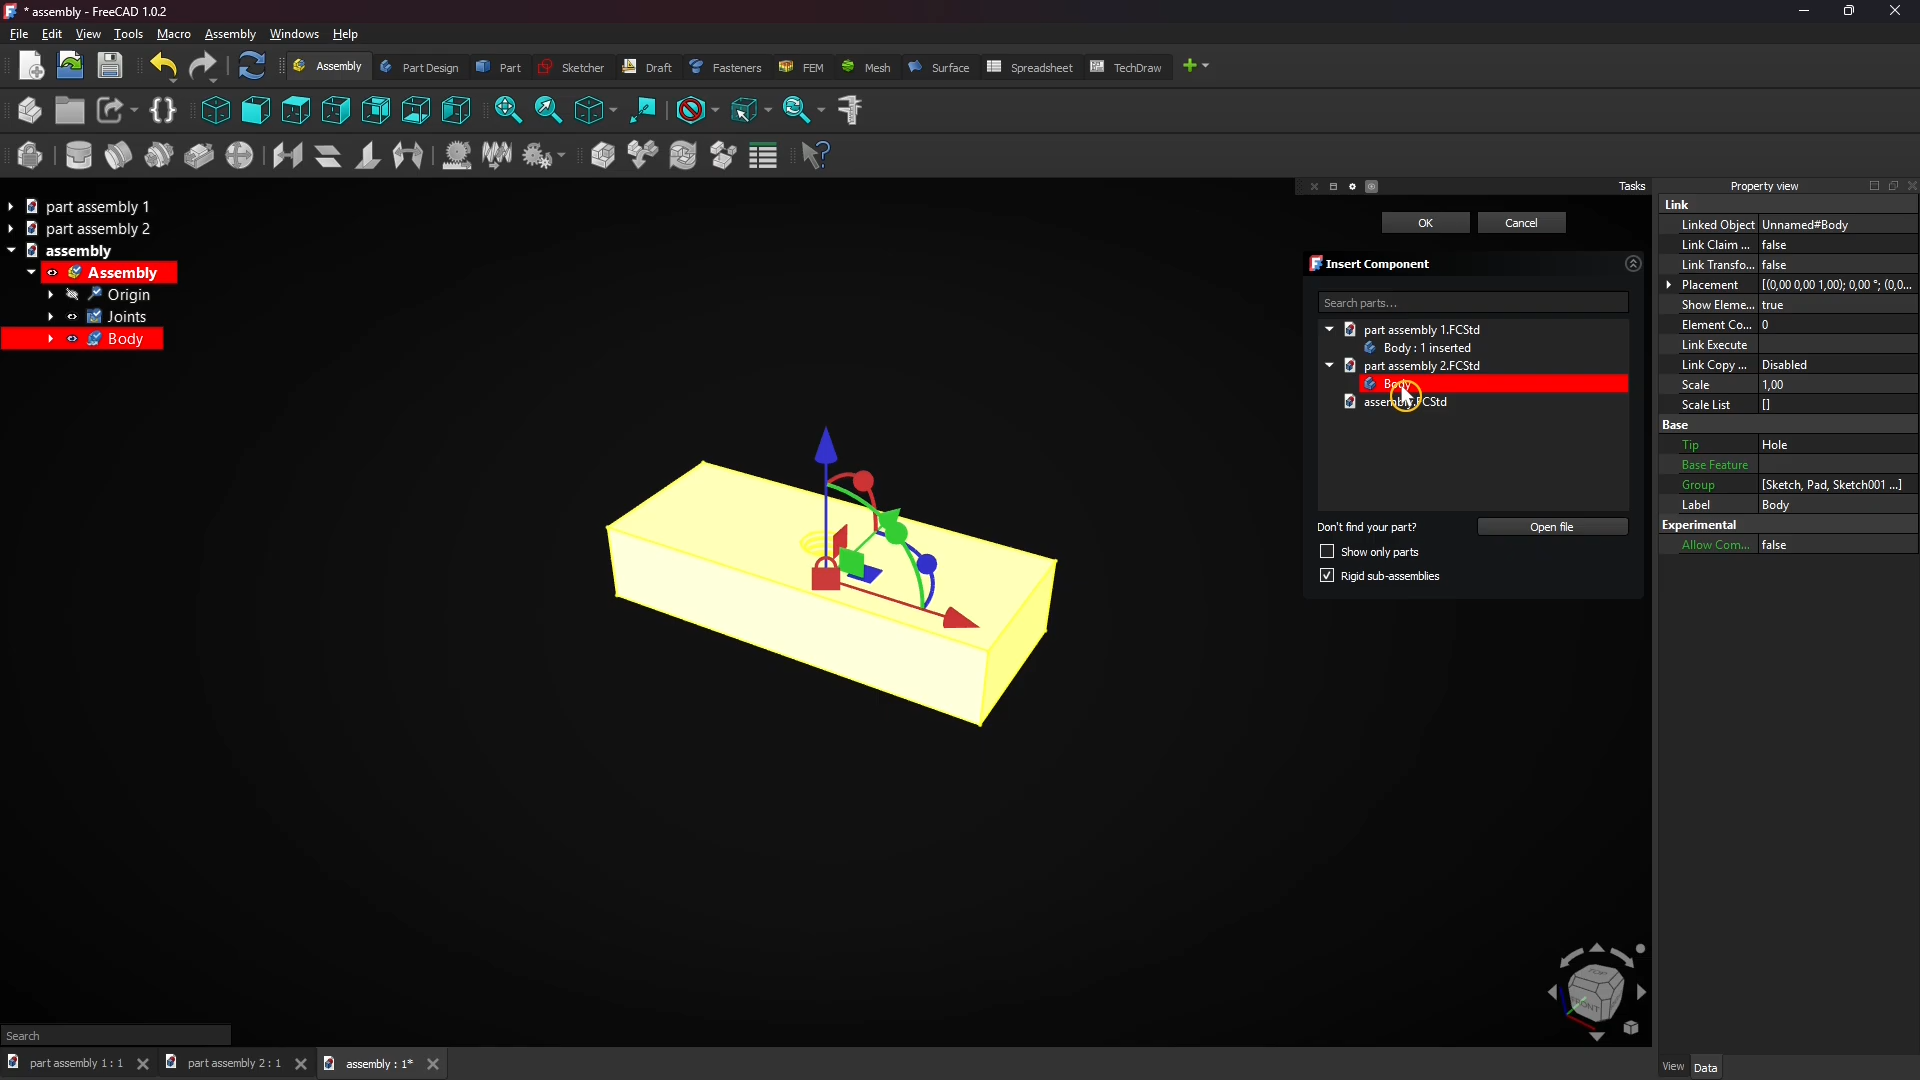 * assembly - FreeCAD 1.0.2
File Edit View Tools Macro Assembly Windows Help
Assembly Part Design Part Sketcher Draft Fasteners FEM Mesh Surface Spreadsheet TechDraw
part assembly 1
part assembly 2
assembly
Assembly
Origin
Joints
Body
Tasks
OK Cancel
Insert Component
Search parts...
part assembly 1.FCStd
Body : 1 inserted
part assembly 2.FCStd
Body
assembly.FCStd
Don't find your part? Open file
Show only parts
Rigid sub-assemblies
Property view
Link
Linked Object Unnamed#Body
Link Claim ... false
Link Transfo... false
Placement [(0,00 0,00 1,00); 0,00 °; (0,0...
Show Eleme... true
Element Co... 0
Link Execute
Link Copy ... Disabled
Scale 1,00
Scale List []
Base
Tip Hole
Base Feature
Group [Sketch, Pad, Sketch001 ...]
Label Body
Experimental
Allow Com... false
TOP
FRONT
Search
part assembly 1 : 1 part assembly 2 : 1 assembly : 1*
View Data